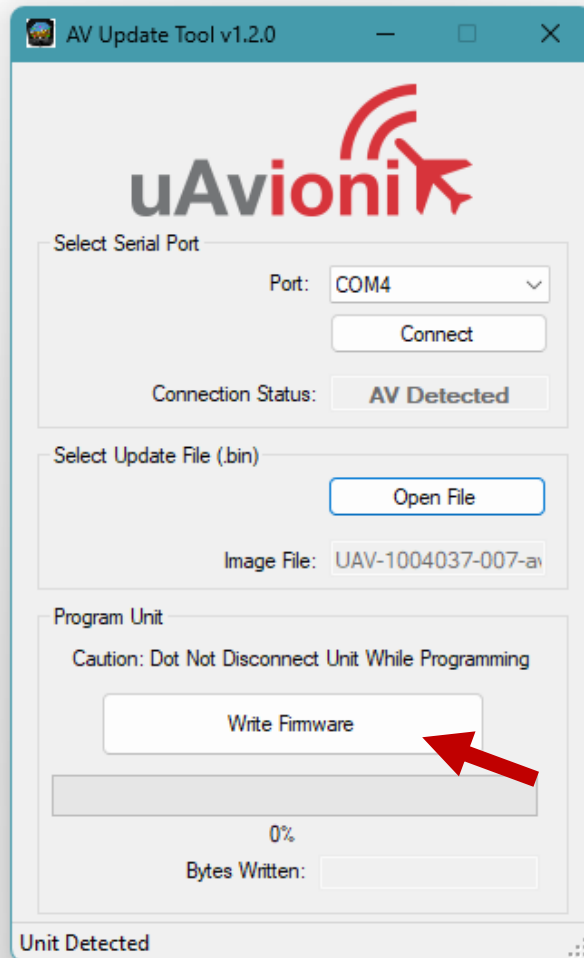 AV Update Tool v1.2.0
uAvioni
Select Serial Port
Port: COM4
Connect
Connection Status: AV Detected
Select Update File (.bin)
Open File
Image File: UAV-1004037-007-av
Program Unit
Caution: Dot Not Disconnect Unit While Programming
Write Firmware
0%
Bytes Written:
Unit Detected